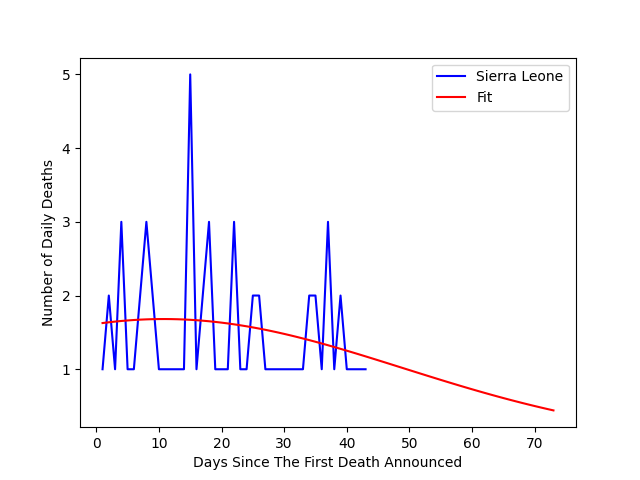 Sierra Leone
Fit
Number of Daily Deaths
5
4
3
2
1
0 10 20 30 40 50 60 70
Days Since The First Death Announced